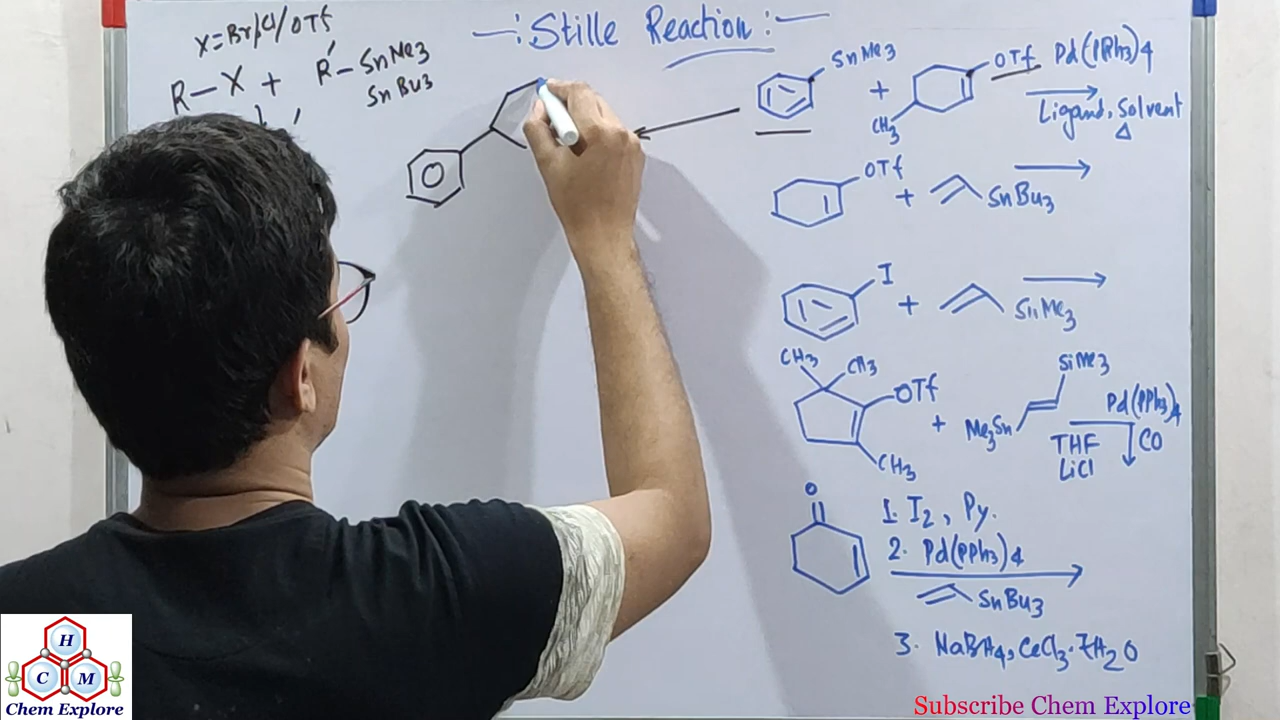 —: Stille Reaction :—
X=Br/Cl/OTf
R–X + R'–SnMe3
SnBu3
SnMe3 + OTf Pd(PPh3)4
CH3 Ligand, Solvent
Δ
OTf + SnBu3
I + SnMe3
CH3 CH3 OTf + Me3Sn SiMe3 Pd(PPh3)4
CH3 THF CO
LiCl
O
1. I2, Py.
2. Pd(PPh3)4
SnBu3
3. NaBH4, CeCl3·7H2O
H
C M
Chem Explore
Subscribe Chem Explore